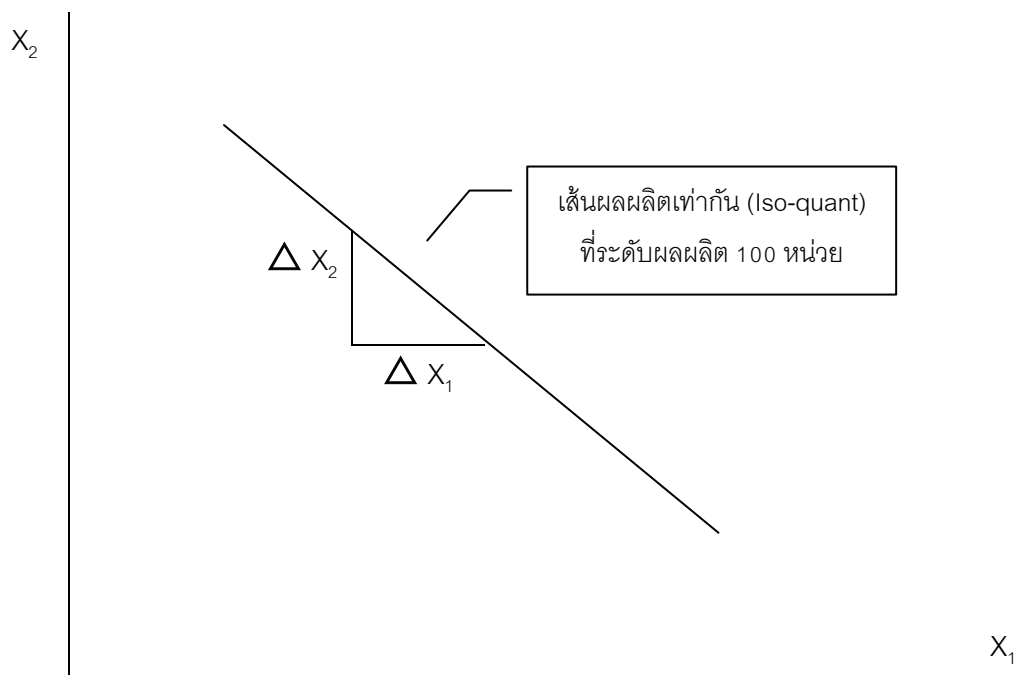 X₂
เส้นผลผลิตเท่ากัน (Iso-quant)
ที่ระดับผลผลิต 100 หน่วย
Δ X₂
Δ X₁
X₁